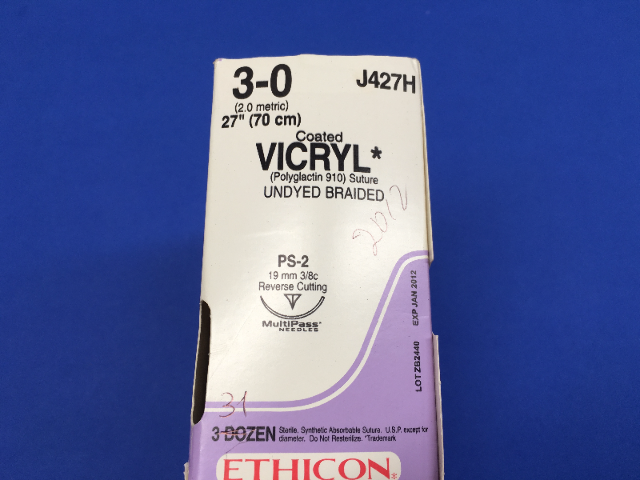 3-0 J427H
(2.0 metric)
27" (70 cm)
Coated
VICRYL*
(Polyglactin 910) Suture
UNDYED BRAIDED
2012
PS-2
19 mm 3/8c
Reverse Cutting
MultiPass*
NEEDLES
LOT ZB2440 EXP JAN 2012
31
3 DOZEN
Sterile, Synthetic Absorbable Suture. U.S.P. except for
diameter. Do Not Resterilize. *Trademark
ETHICON*